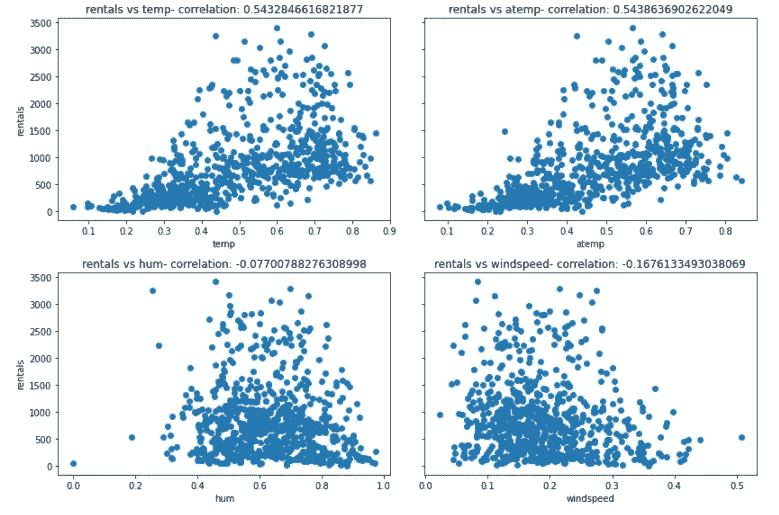 rentals vs temp- correlation: 0.5432846616821877
rentals vs atemp- correlation: 0.5438636902622049
3500
3000
2500
2000
1500
1000
500
0
rentals
0.1 0.2 0.3 0.4 0.5 0.6 0.7 0.8 0.9
temp
0.1 0.2 0.3 0.4 0.5 0.6 0.7 0.8
atemp
rentals vs hum- correlation: -0.07700788276308998
rentals vs windspeed- correlation: -0.1676133493038069
3500
3000
2500
2000
1500
1000
500
0
rentals
0.0 0.2 0.4 0.6 0.8 1.0
hum
0.0 0.1 0.2 0.3 0.4 0.5
windspeed